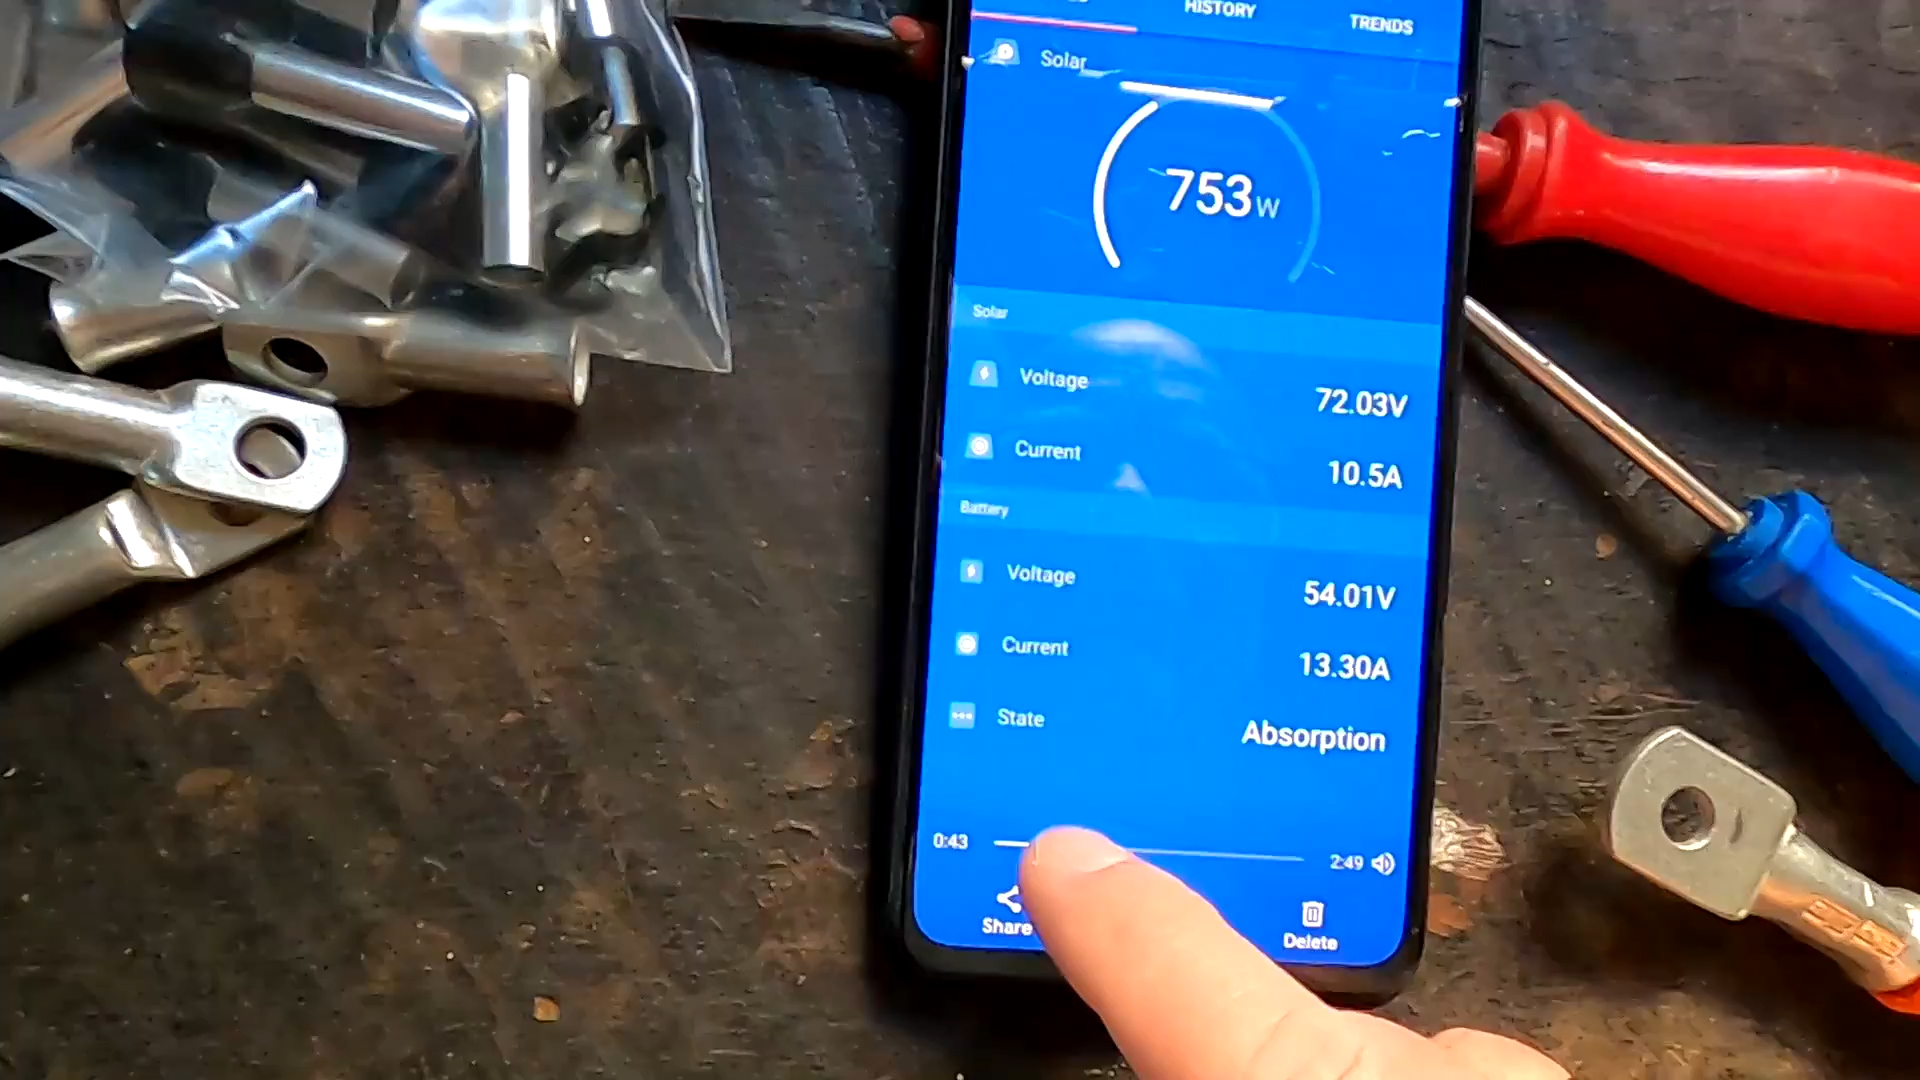 HISTORY
TRENDS
Solar
753W
Solar
Voltage
72.03V
Current
10.5A
Battery
Voltage
54.01V
Current
13.30A
State
Absorption
0:43
2:49
Share
Delete